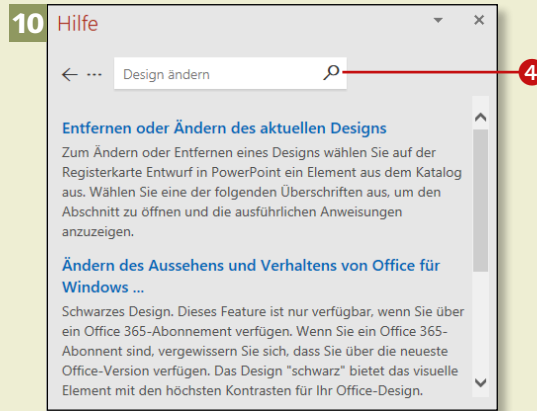 10
Hilfe
Design ändern
4
Entfernen oder Ändern des aktuellen Designs
Zum Ändern oder Entfernen eines Designs wählen Sie auf der
Registerkarte Entwurf in PowerPoint ein Element aus dem Katalog
aus. Wählen Sie eine der folgenden Überschriften aus, um den
Abschnitt zu öffnen und die ausführlichen Anweisungen
anzuzeigen.
Ändern des Aussehens und Verhaltens von Office für
Windows ...
Schwarzes Design. Dieses Feature ist nur verfügbar, wenn Sie über
ein Office 365-Abonnement verfügen. Wenn Sie ein Office 365-
Abonnent sind, vergewissern Sie sich, dass Sie über die neueste
Office-Version verfügen. Das Design "schwarz" bietet das visuelle
Element mit den höchsten Kontrasten für Ihr Office-Design.